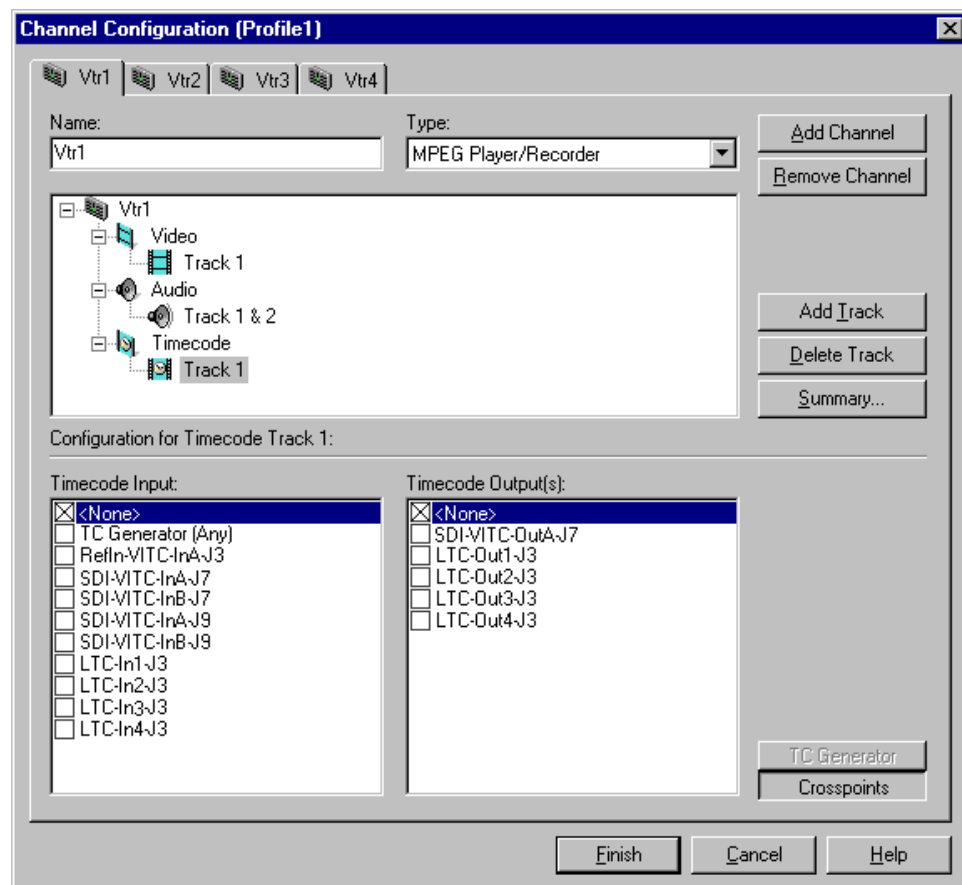 Channel Configuration (Profile1)
Vtr1 Vtr2 Vtr3 Vtr4
Name:
Vtr1
Type:
MPEG Player/Recorder
Add Channel
Remove Channel
Vtr1
Video
Track 1
Audio
Track 1 & 2
Timecode
Track 1
Add Track
Delete Track
Summary...
Configuration for Timecode Track 1:
Timecode Input:
<None>
TC Generator (Any)
RefIn-VITC-InA-J3
SDI-VITC-InA-J7
SDI-VITC-InB-J7
SDI-VITC-InA-J9
SDI-VITC-InB-J9
LTC-In1-J3
LTC-In2-J3
LTC-In3-J3
LTC-In4-J3
Timecode Output(s):
<None>
SDI-VITC-OutA-J7
LTC-Out1-J3
LTC-Out2-J3
LTC-Out3-J3
LTC-Out4-J3
TC Generator
Crosspoints
Finish
Cancel
Help